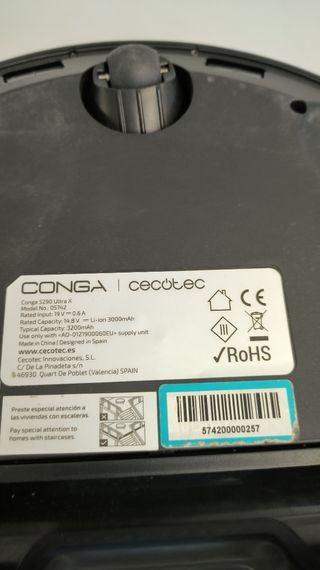 CONGA | cecotec
Conga 5290 Ultra X
Model No.: 05742
Rated Input: 19 V ⎓ 0.6 A
Rated Capacity: 14.8 V ⎓ Li-ion 3000mAh
Typical Capacity: 3200mAh
Use only with <AD-0121900060EU> supply unit
Made in China | Designed in Spain
www.cecotec.es
Cecotec Innovaciones, S.L.
C/ De La Pinadeta s/n
46930 Quart De Poblet (Valencia) SPAIN
CE
✓RoHS
Preste especial atención a
las viviendas con escaleras.
Pay special attention to
homes with staircases.
574200000257